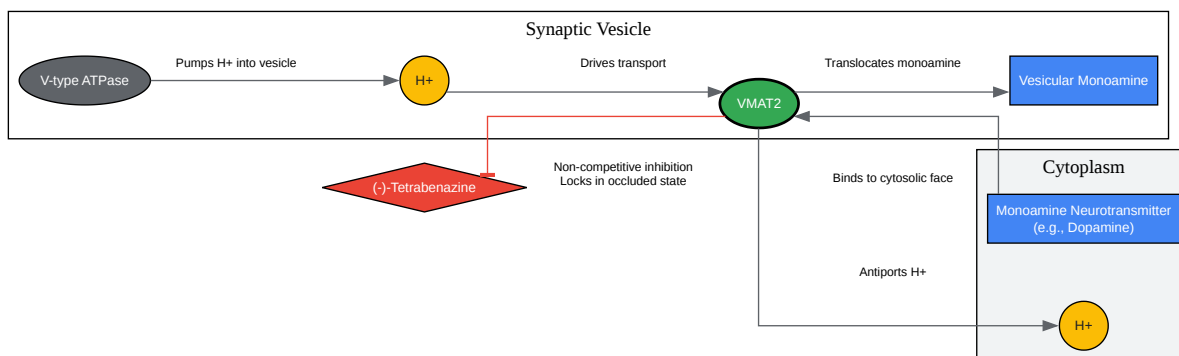 Synaptic Vesicle
V-type ATPase
Pumps H+ into vesicle
H+
Drives transport
VMAT2
Translocates monoamine
Vesicular Monoamine
(-)-Tetrabenazine
Non-competitive inhibition
Locks in occluded state
Binds to cytosolic face
Cytoplasm
Monoamine Neurotransmitter
(e.g., Dopamine)
Antiports H+
H+